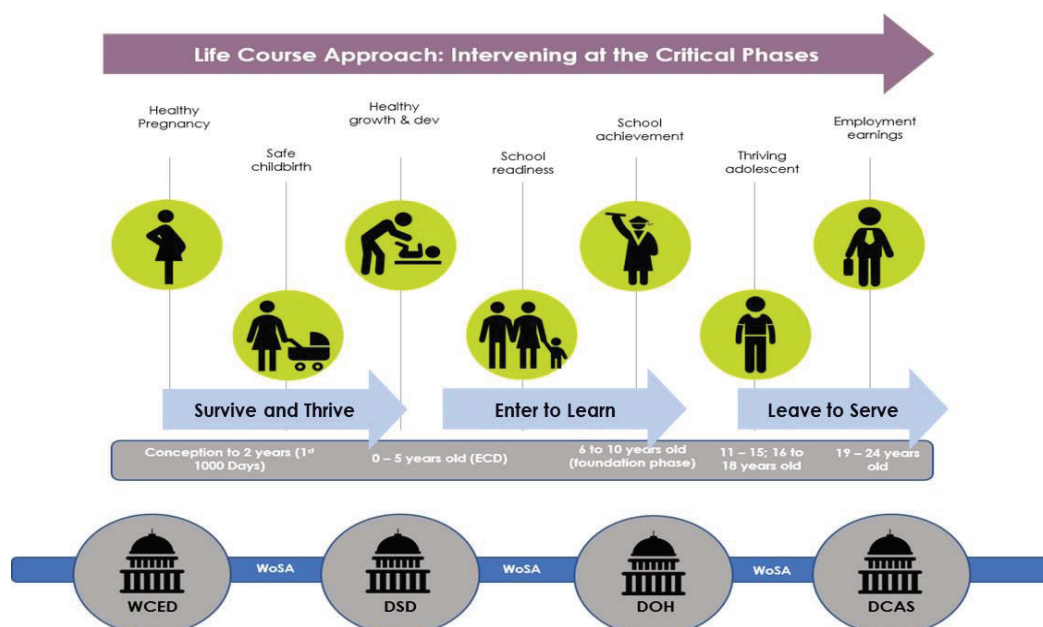 Life Course Approach: Intervening at the Critical Phases
Healthy
Pregnancy
Safe
childbirth
Healthy
growth & dev
School
readiness
School
achievement
Thriving
adolescent
Employment
earnings
Survive and Thrive
Enter to Learn
Leave to Serve
Conception to 2 years (1st
1000 Days)
0 – 5 years old (ECD)
6 to 10 years old
(foundation phase)
11 – 15; 16 to
18 years old
19 – 24 years
old
WCED
WoSA
DSD
WoSA
DOH
WoSA
DCAS